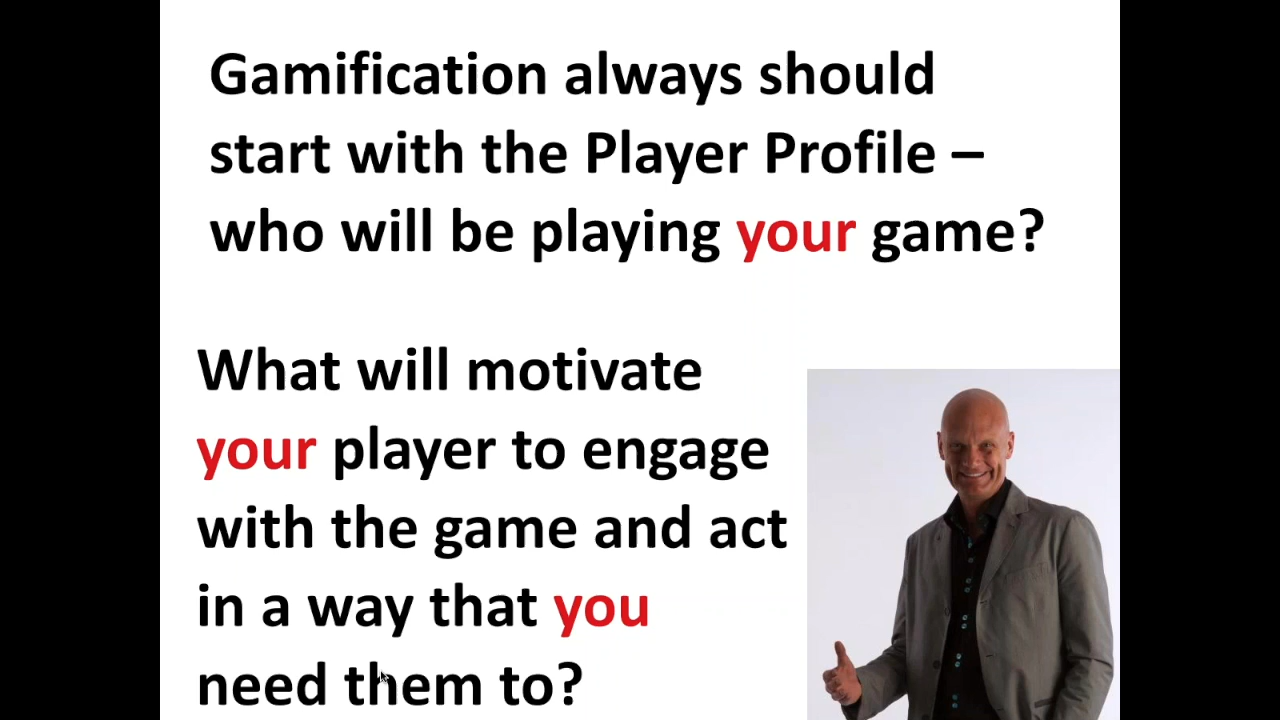 Gamification always should
start with the Player Profile –
who will be playing your game?
What will motivate
your player to engage
with the game and act
in a way that you
need them to?